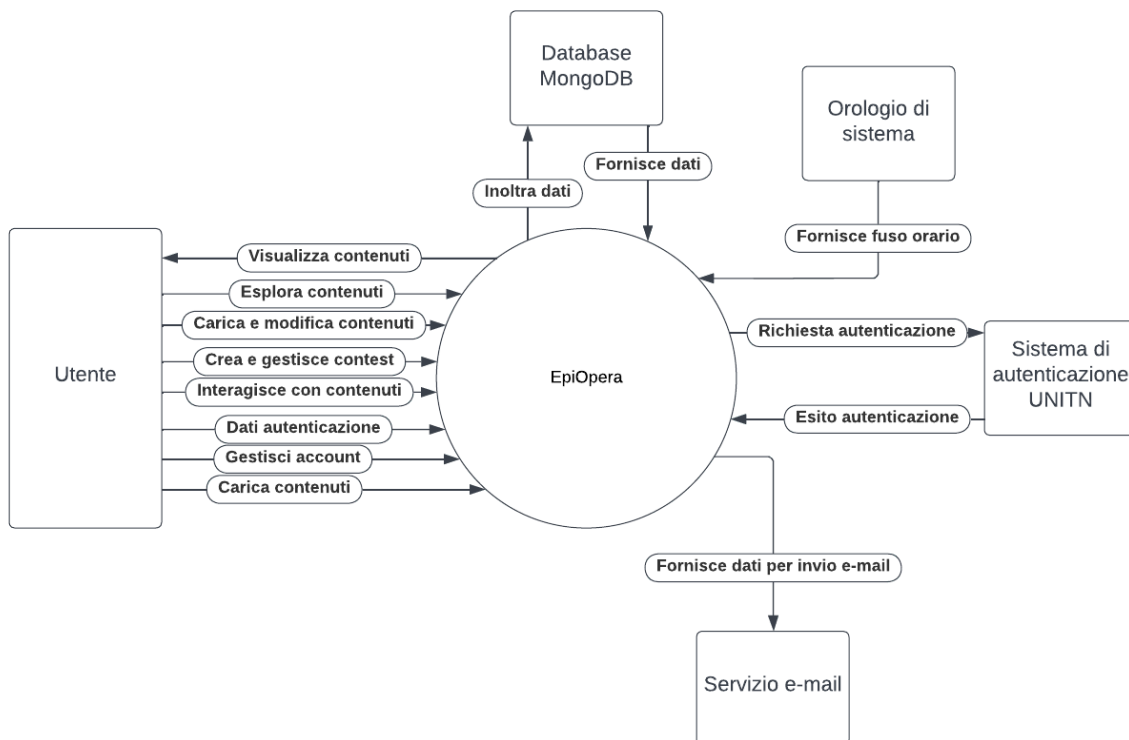 Database
MongoDB
Orologio di
sistema
Fornisce dati
Inoltra dati
Fornisce fuso orario
Visualizza contenuti
Esplora contenuti
Carica e modifica contenuti
Richiesta autenticazione
Crea e gestisce contest
Utente
EpiOpera
Sistema di
autenticazione
UNITN
Interagisce con contenuti
Esito autenticazione
Dati autenticazione
Gestisci account
Carica contenuti
Fornisce dati per invio e-mail
Servizio e-mail